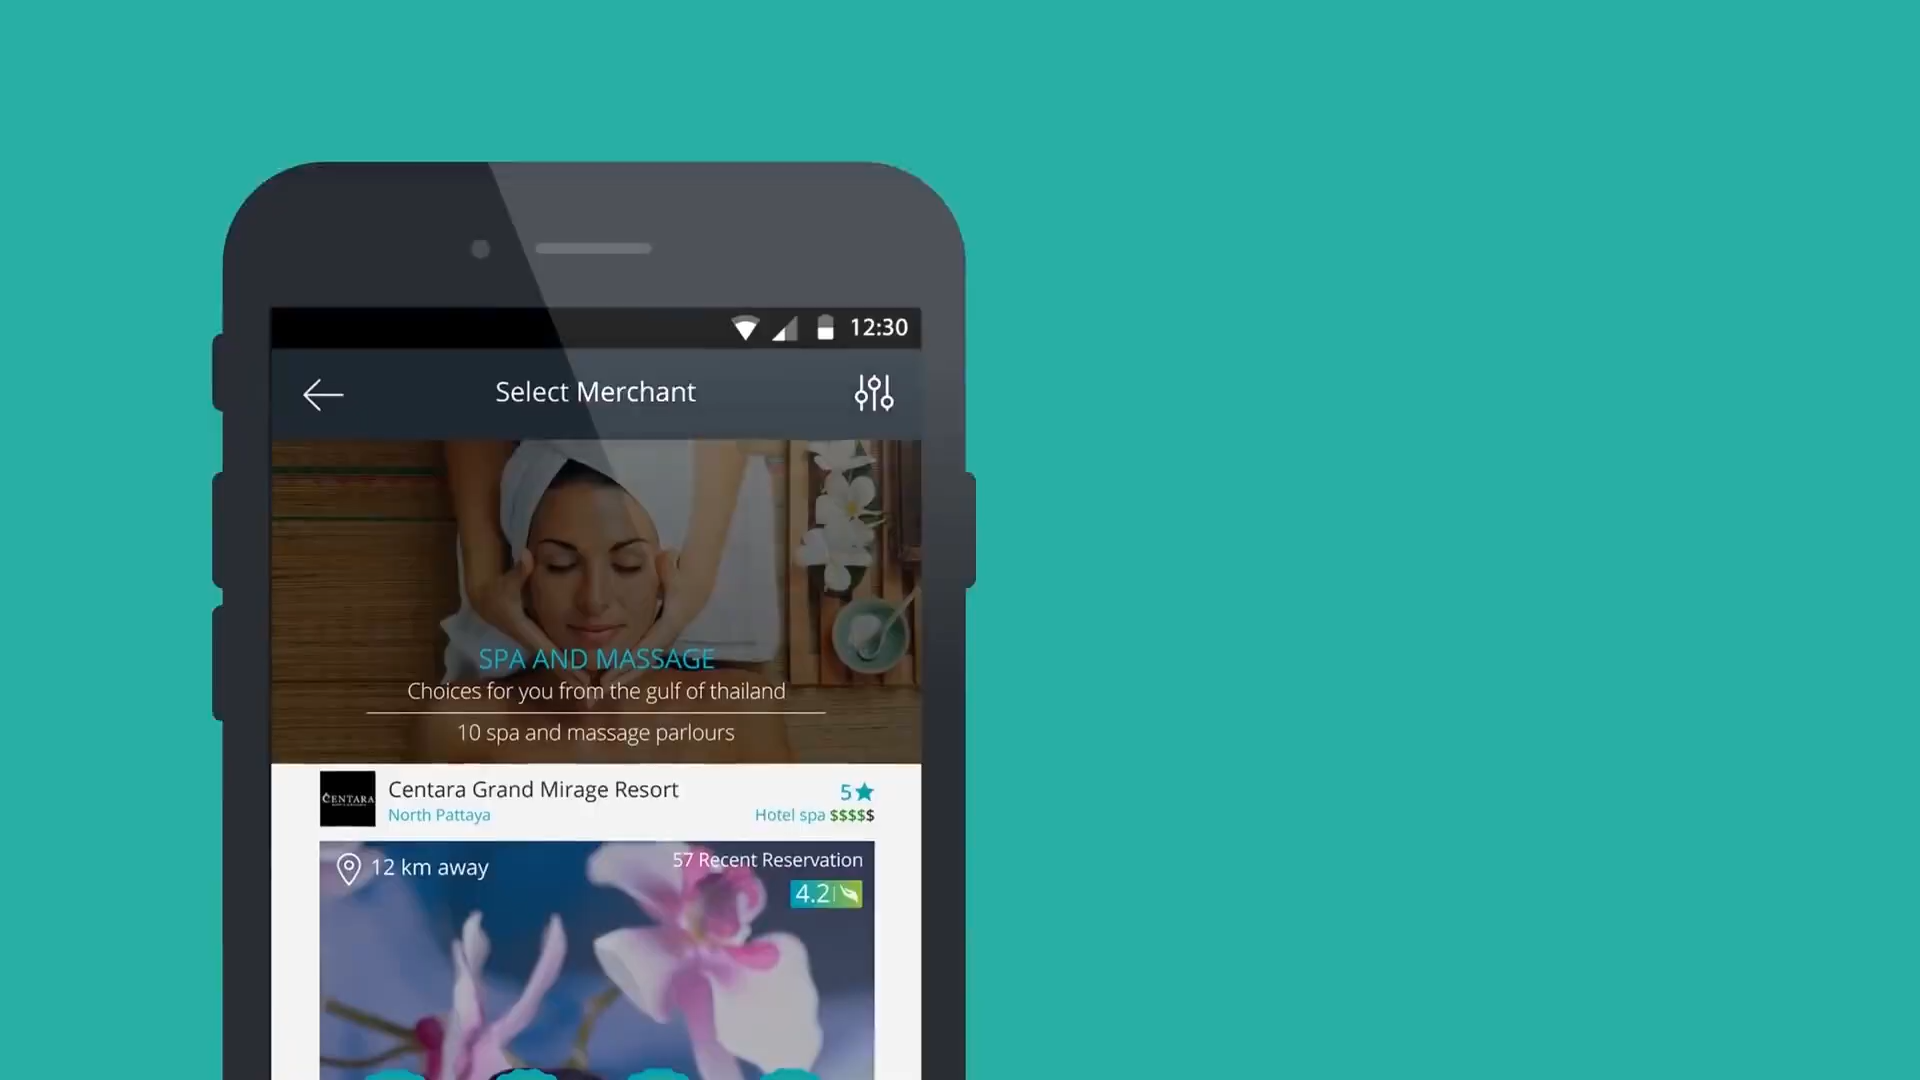 12:30
Select Merchant
SPA AND MASSAGE
Choices for you from the gulf of thailand
10 spa and massage parlours
CENTARA
Centara Grand Mirage Resort
5
North Pattaya
Hotel spa $$$$$
12 km away
57 Recent Reservation
4.2